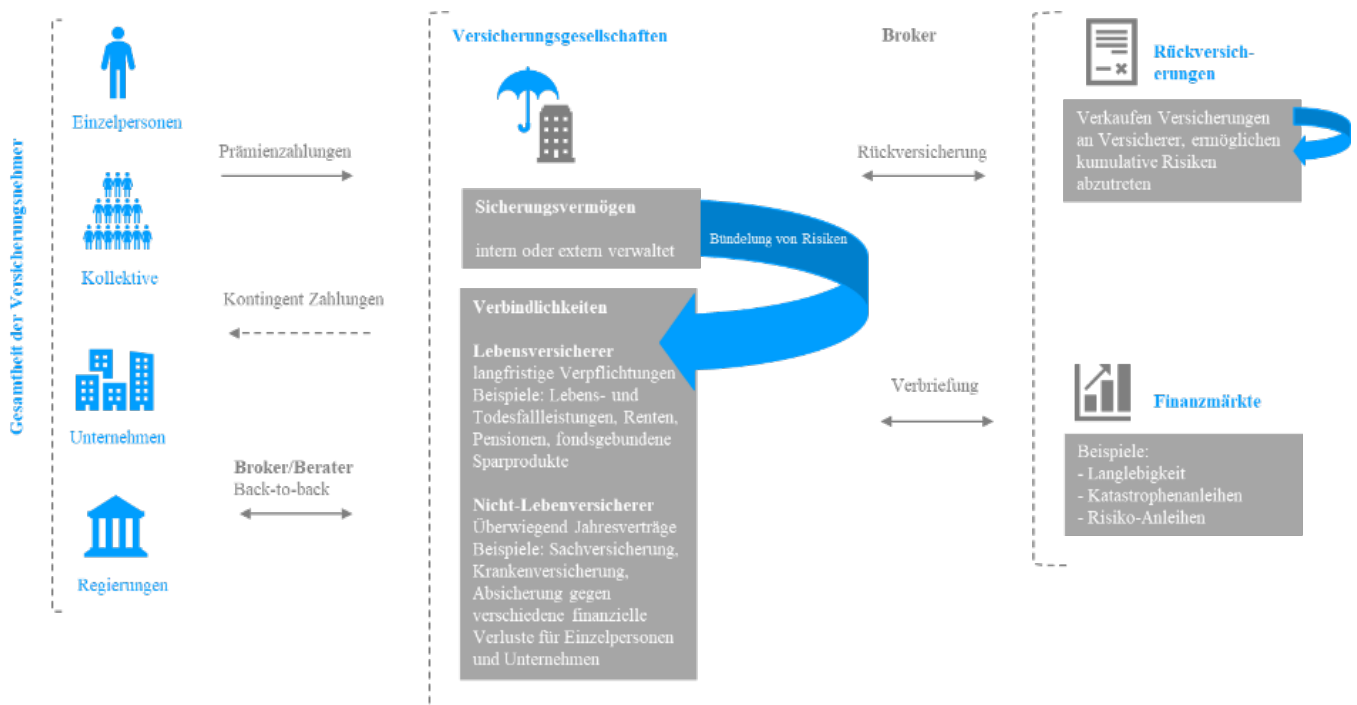 Gesamtheit der Versicherungsnehmer
Einzelpersonen
Kollektive
Unternehmen
Regierungen
Prämienzahlungen
Kontingent Zahlungen
Broker/Berater
Back-to-back
Versicherungsgesellschaften
Sicherungsvermögen
intern oder extern verwaltet
Bündelung von Risiken
Verbindlichkeiten
Lebensversicherer
langfristige Verpflichtungen
Beispiele: Lebens- und
Todesfallleistungen, Renten,
Pensionen, fondsgebundene
Sparprodukte
Nicht-Lebenversicherer
Überwiegend Jahresverträge
Beispiele: Sachversicherung,
Krankenversicherung,
Absicherung gegen
verschiedene finanzielle
Verluste für Einzelpersonen
und Unternehmen
Broker
Rückversicherung
Verbriefung
Rückversich-
erungen
Verkaufen Versicherungen
an Versicherer, ermöglichen
kumulative Risiken
abzutreten
Finanzmärkte
Beispiele:
- Langlebigkeit
- Katastrophenanleihen
- Risiko-Anleihen